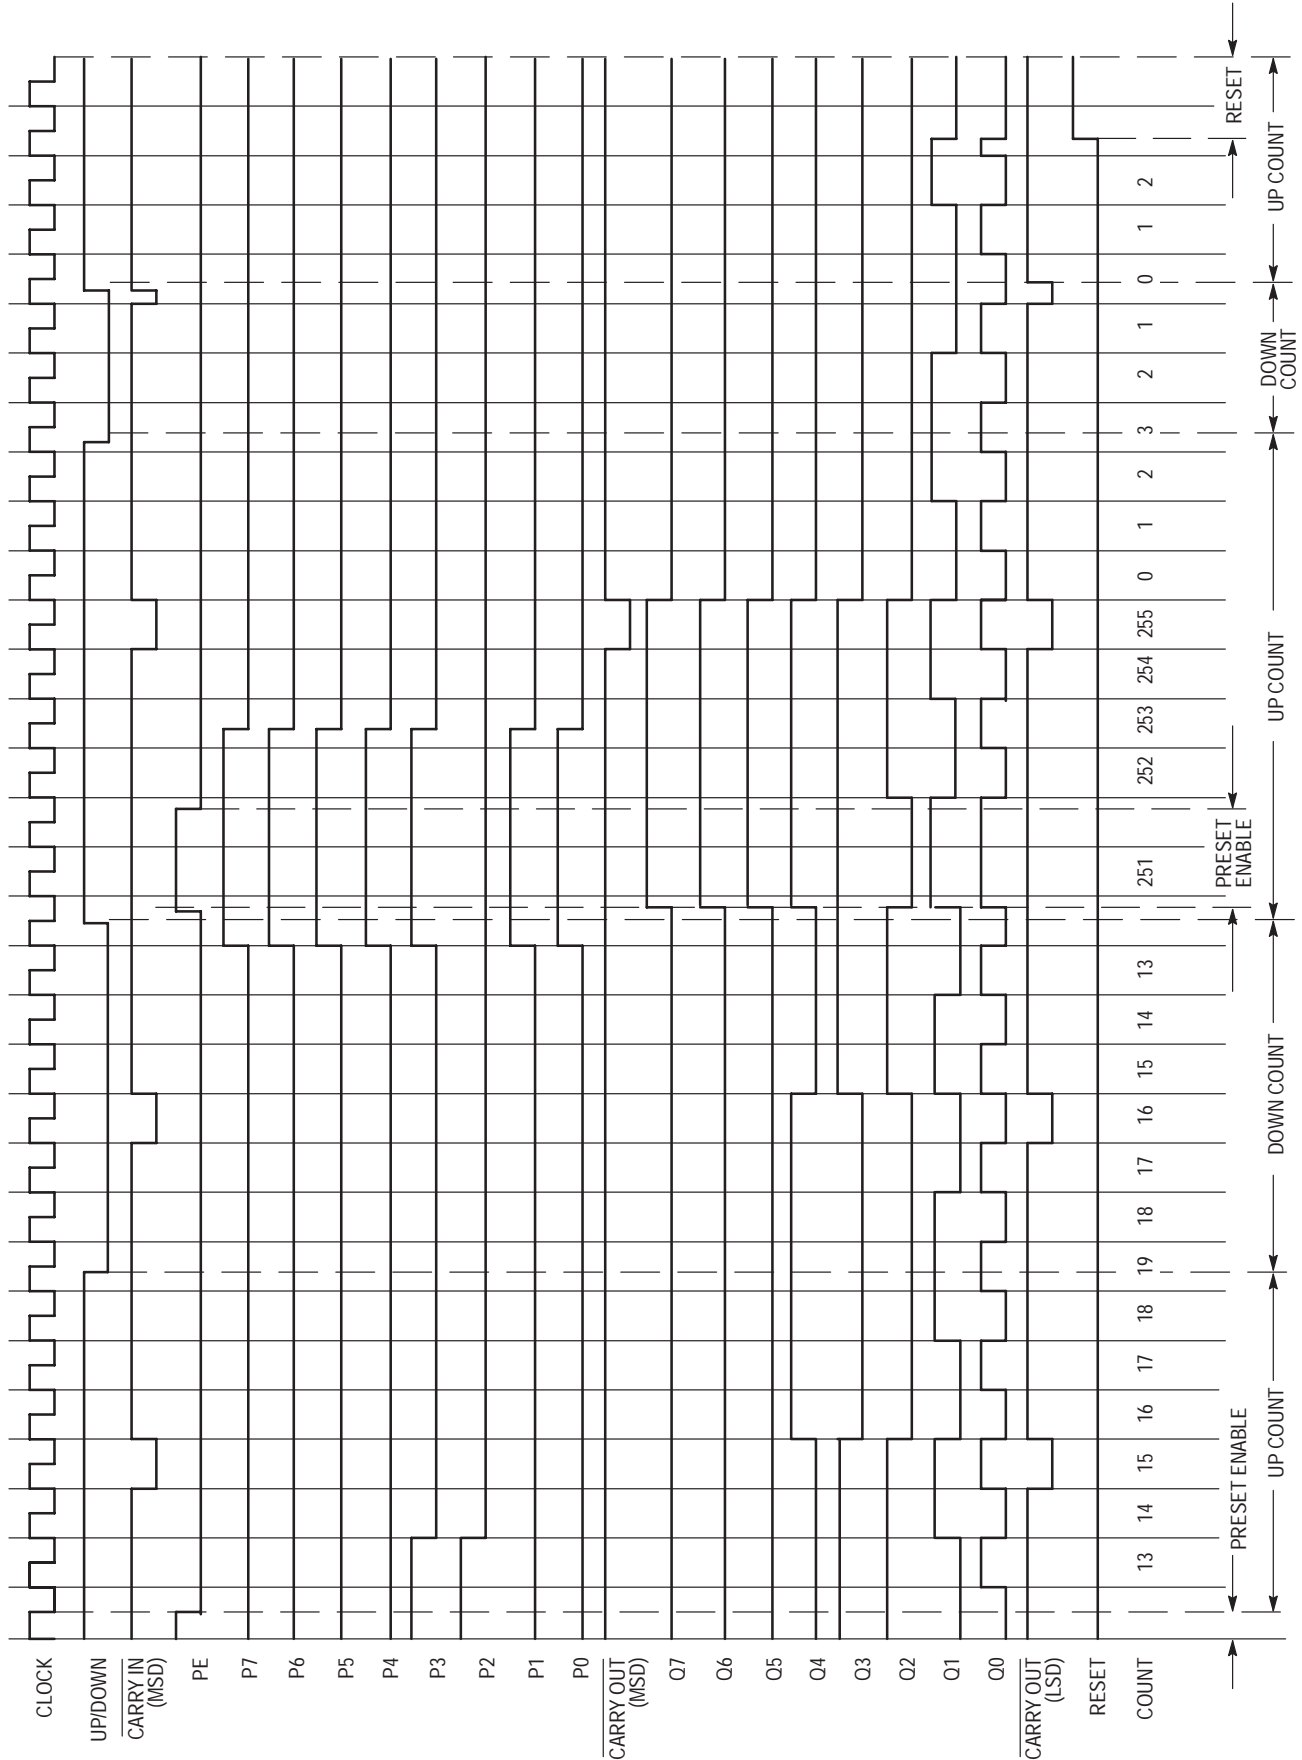 CLOCK
UP/DOWN
CARRY IN
(MSD)
PE
P7
P6
P5
P4
P3
P2
P1
P0
CARRY OUT
(MSD)
Q7
Q6
Q5
Q4
Q3
Q2
Q1
Q0
CARRY OUT
(LSD)
RESET
COUNT 13 14 15 16 17 18 19 18 17 16 15 14 13 251 252 253 254 255 0 1 2 3 2 1 0 1 2
PRESET ENABLE
PRESET
ENABLE
RESET
UP COUNT
DOWN COUNT
UP COUNT
DOWN
COUNT
UP COUNT